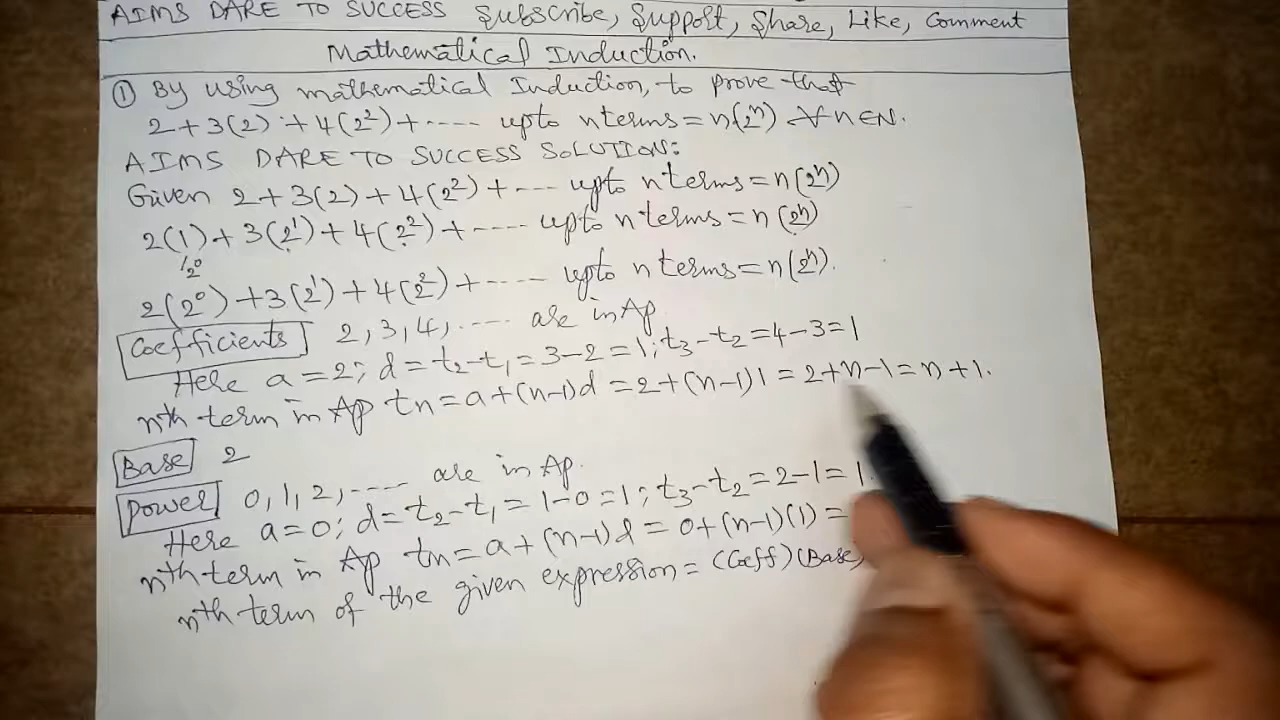 AIMS DARE TO SUCCESS Subscribe, Support, Share, Like, Comment
Mathematical Induction.
① By using mathematical Induction, to prove that
2+3(2)+4(2²)+----- upto n terms = n(2ⁿ) ∀ n ∈ N.
AIMS DARE TO SUCCESS SOLUTION:
Given 2+3(2)+4(2²)+---- upto n terms = n(2ⁿ)
2(1)+3(2¹)+4(2²)+----- upto n terms = n(2ⁿ)
2⁰
2(2⁰)+3(2¹)+4(2²)+----- upto n terms = n(2ⁿ).
Coefficients 2, 3, 4, ----- are in Ap
Here a=2; d=t₂-t₁=3-2=1; t₃-t₂=4-3=1
nth term in Ap tn=a+(n-1)d=2+(n-1)1=2+n-1=n+1.
Base 2
Power 0, 1, 2, ----- are in Ap.
Here a=0; d=t₂-t₁=1-0=1; t₃-t₂=2-1=1.
nth term in Ap tn=a+(n-1)d=0+(n-1)(1)=
nth term of the given expression=(Coeff)(Base)